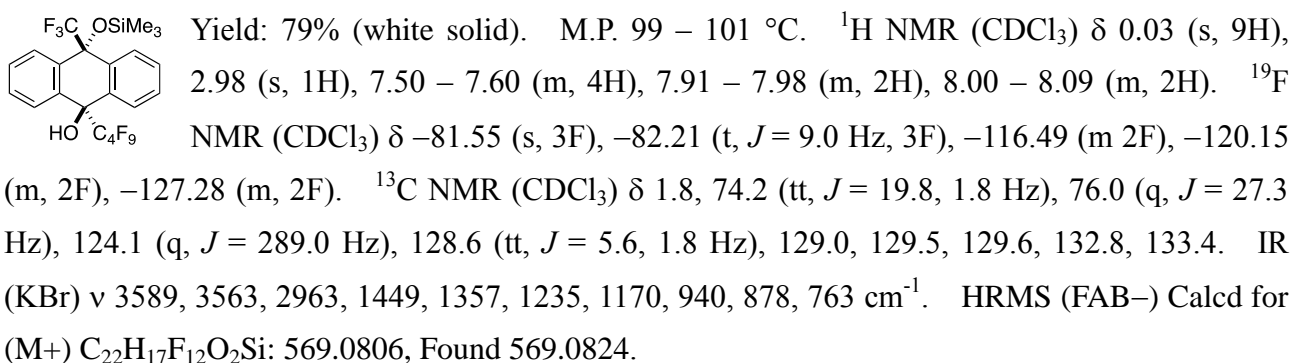 F₃C OSiMe₃
HO C₄F₉
Yield: 79% (white solid). M.P. 99 – 101 °C. ¹H NMR (CDCl₃) δ 0.03 (s, 9H),
2.98 (s, 1H), 7.50 – 7.60 (m, 4H), 7.91 – 7.98 (m, 2H), 8.00 – 8.09 (m, 2H). ¹⁹F
NMR (CDCl₃) δ –81.55 (s, 3F), –82.21 (t, J = 9.0 Hz, 3F), –116.49 (m 2F), –120.15
(m, 2F), –127.28 (m, 2F). ¹³C NMR (CDCl₃) δ 1.8, 74.2 (tt, J = 19.8, 1.8 Hz), 76.0 (q, J = 27.3
Hz), 124.1 (q, J = 289.0 Hz), 128.6 (tt, J = 5.6, 1.8 Hz), 129.0, 129.5, 129.6, 132.8, 133.4. IR
(KBr) ν 3589, 3563, 2963, 1449, 1357, 1235, 1170, 940, 878, 763 cm⁻¹. HRMS (FAB–) Calcd for
(M+) C₂₂H₁₇F₁₂O₂Si: 569.0806, Found 569.0824.